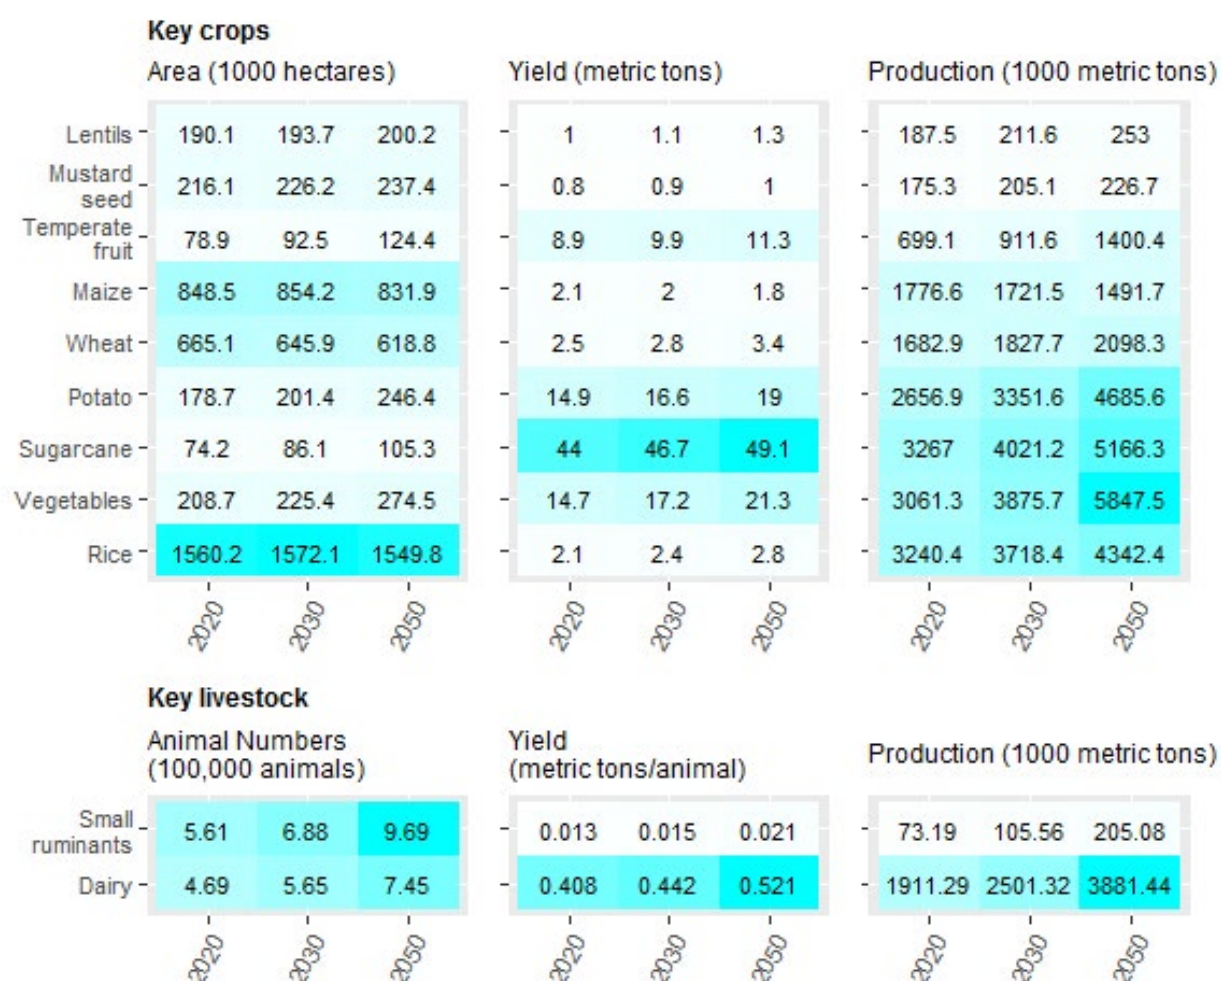 Key crops
Area (1000 hectares) Yield (metric tons) Production (1000 metric tons)
Lentils 190.1 193.7 200.2 1 1.1 1.3 187.5 211.6 253
Mustard
seed 216.1 226.2 237.4 0.8 0.9 1 175.3 205.1 226.7
Temperate
fruit 78.9 92.5 124.4 8.9 9.9 11.3 699.1 911.6 1400.4
Maize 848.5 854.2 831.9 2.1 2 1.8 1776.6 1721.5 1491.7
Wheat 665.1 645.9 618.8 2.5 2.8 3.4 1682.9 1827.7 2098.3
Potato 178.7 201.4 246.4 14.9 16.6 19 2656.9 3351.6 4685.6
Sugarcane 74.2 86.1 105.3 44 46.7 49.1 3267 4021.2 5166.3
Vegetables 208.7 225.4 274.5 14.7 17.2 21.3 3061.3 3875.7 5847.5
Rice 1560.2 1572.1 1549.8 2.1 2.4 2.8 3240.4 3718.4 4342.4
2020 2030 2050 2020 2030 2050 2020 2030 2050
Key livestock
Animal Numbers
(100,000 animals)
Yield
(metric tons/animal)
Production (1000 metric tons)
Small
ruminants 5.61 6.88 9.69 0.013 0.015 0.021 73.19 105.56 205.08
Dairy 4.69 5.65 7.45 0.408 0.442 0.521 1911.29 2501.32 3881.44
2020 2030 2050 2020 2030 2050 2020 2030 2050